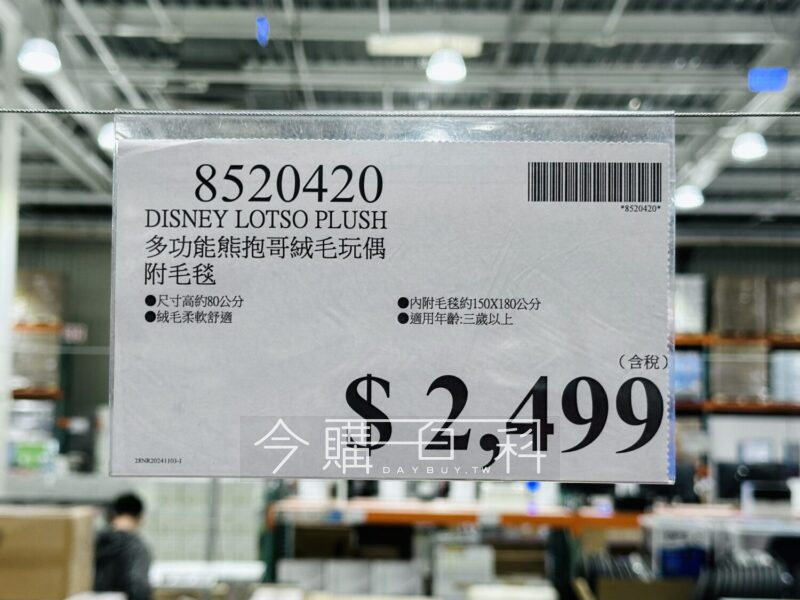 8520420
*8520420*
DISNEY LOTSO PLUSH
多功能熊抱哥絨毛玩偶
附毛毯
●尺寸高約80公分
●內附毛毯約150X180公分
●絨毛柔軟舒適
●適用年齡:三歲以上
(含稅)
$ 2,499
今購百科
DAYBUY.TW
28NR20241103-1